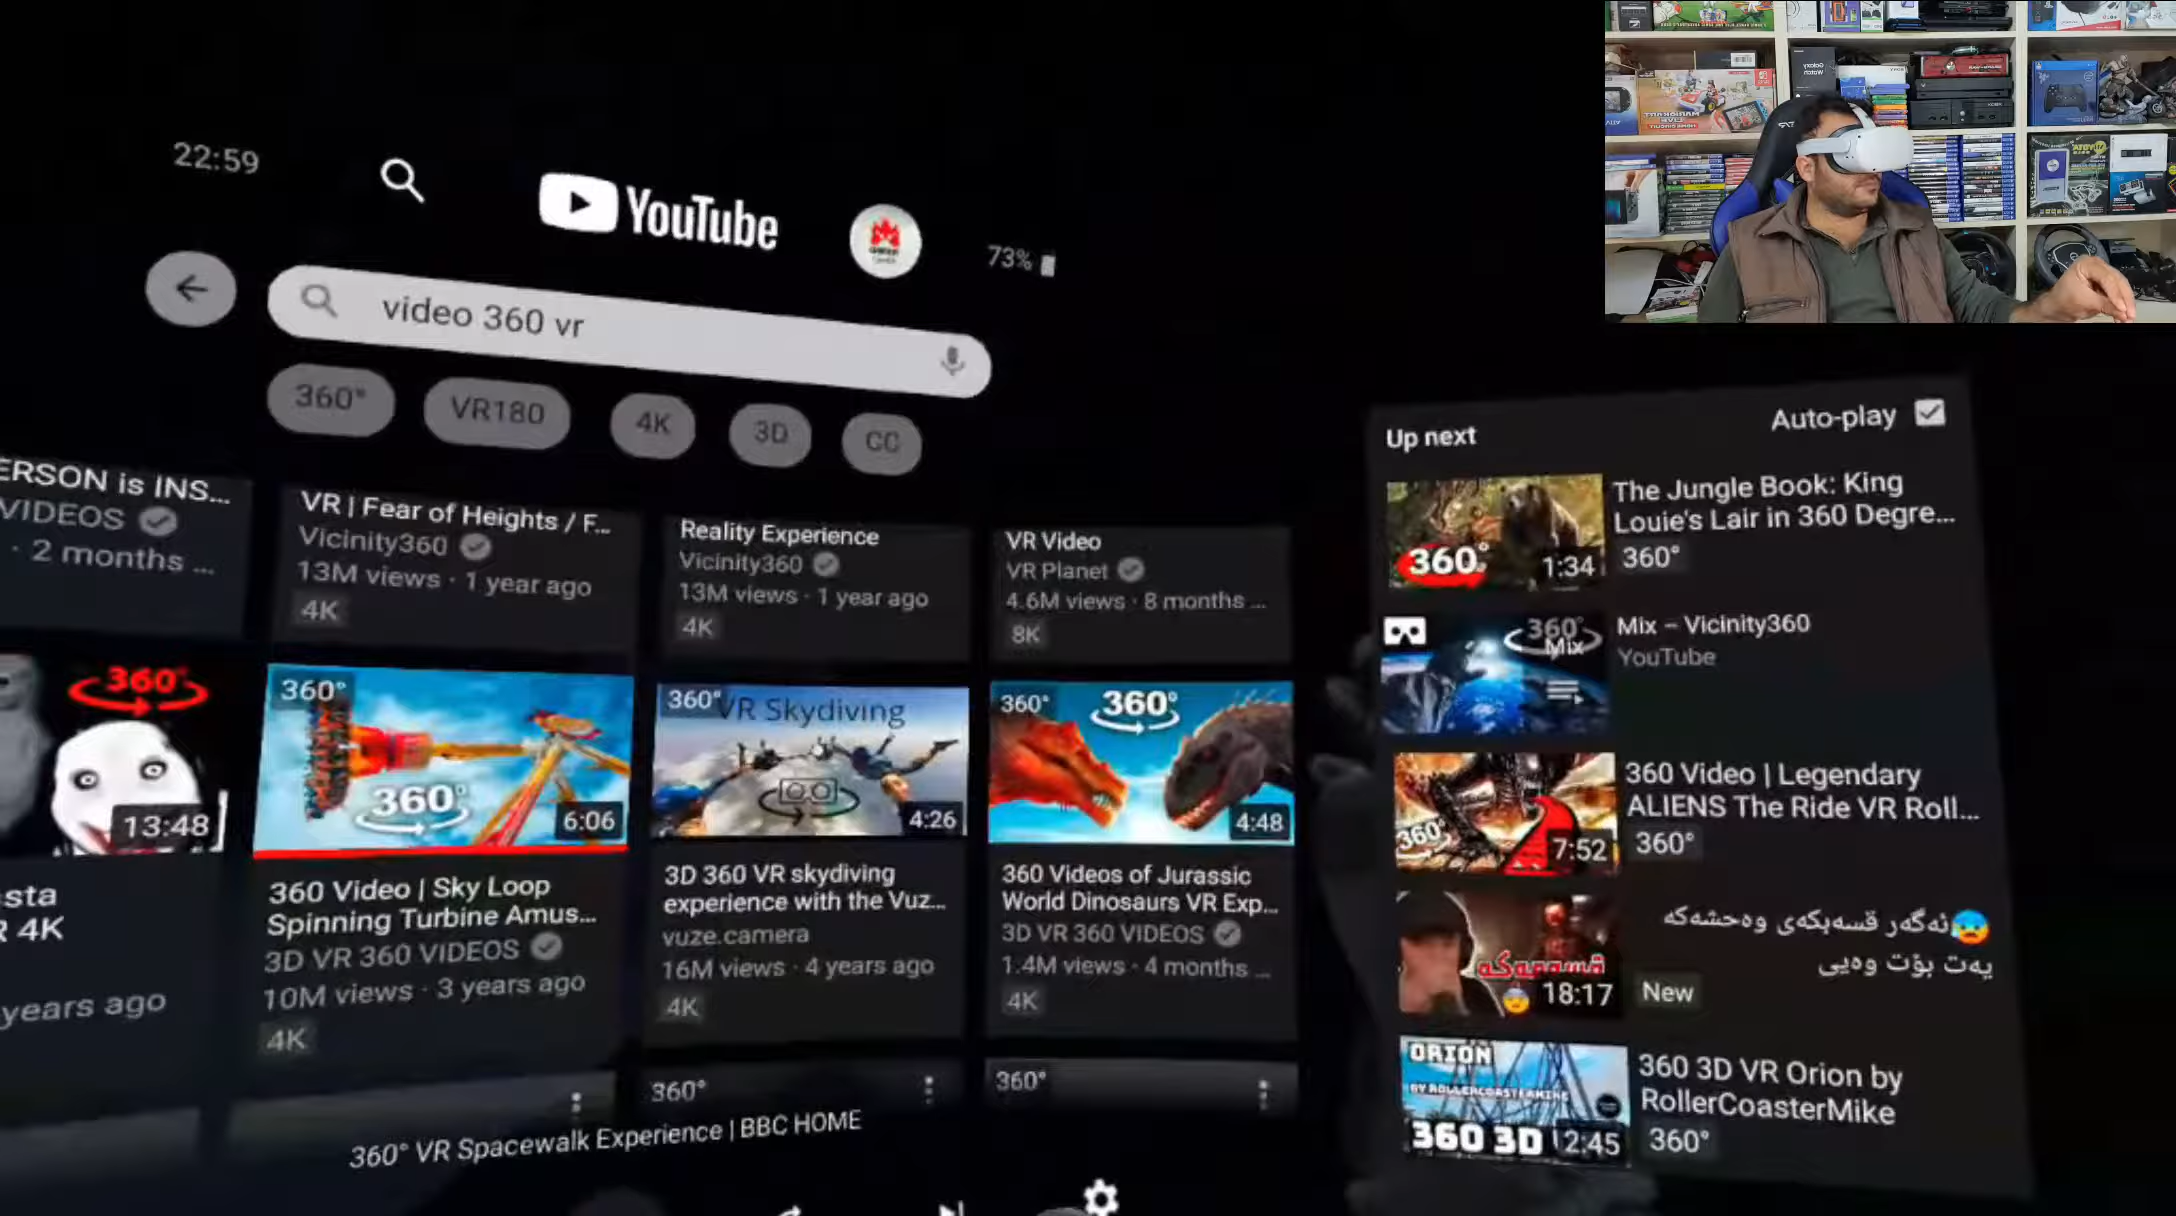 22:59
YouTube
73%
video 360 vr
360°
VR180
4K
3D
CC
ERSON is INS...
VIDEOS
· 2 months ...
VR | Fear of Heights / F...
Vicinity360
13M views · 1 year ago
4K
Reality Experience
Vicinity360
13M views · 1 year ago
4K
VR Video
VR Planet
4.6M views · 8 months ...
8K
360°
13:48
sta
R 4K
years ago
360°
360°
6:06
360 Video | Sky Loop
Spinning Turbine Amus...
3D VR 360 VIDEOS
10M views · 3 years ago
4K
360°
VR Skydiving
4:26
3D 360 VR skydiving
experience with the Vuz...
vuze.camera
16M views · 4 years ago
4K
360°
360°
4:48
360 Videos of Jurassic
World Dinosaurs VR Exp...
3D VR 360 VIDEOS
1.4M views · 4 months ...
4K
360°
360°
360° VR Spacewalk Experience | BBC HOME
Up next
Auto-play
360°
1:34
The Jungle Book: King
Louie's Lair in 360 Degre...
360°
360°
Mix
Mix – Vicinity360
YouTube
360°
7:52
360 Video | Legendary
ALIENS The Ride VR Roll...
360°
18:17
😰ئەگەر قسەبکەی وەحشەکە
یەت بۆت وەیی
New
ORION
BY ROLLERCOASTERMIKE
360 3D
12:45
360 3D VR Orion by
RollerCoasterMike
360°